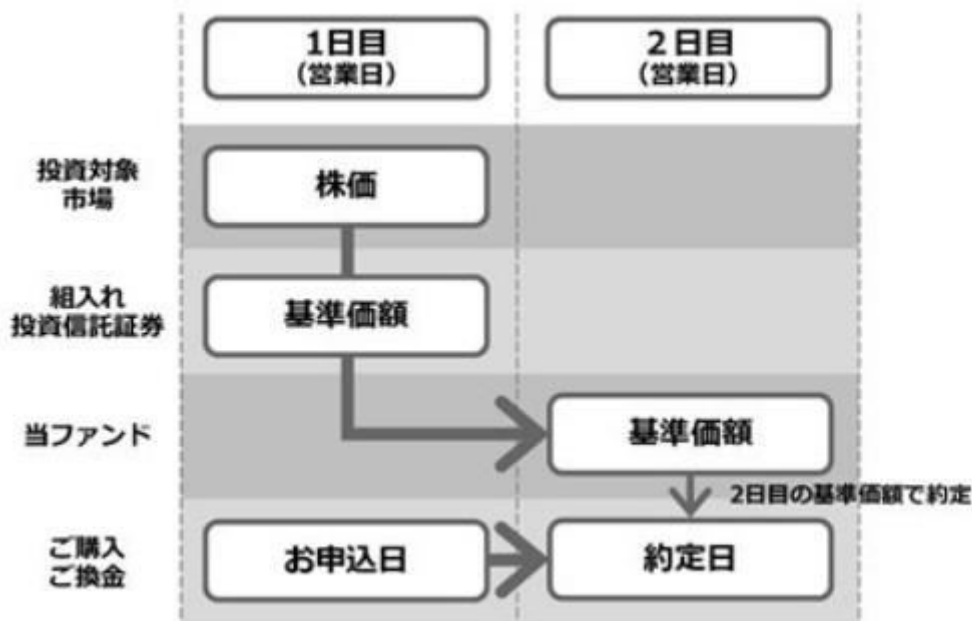 1日目
（営業日）
2日目
（営業日）
投資対象
市場
株価
組入れ
投資信託証券
基準価額
当ファンド
基準価額
2日目の基準価額で約定
ご購入
ご換金
お申込日
約定日